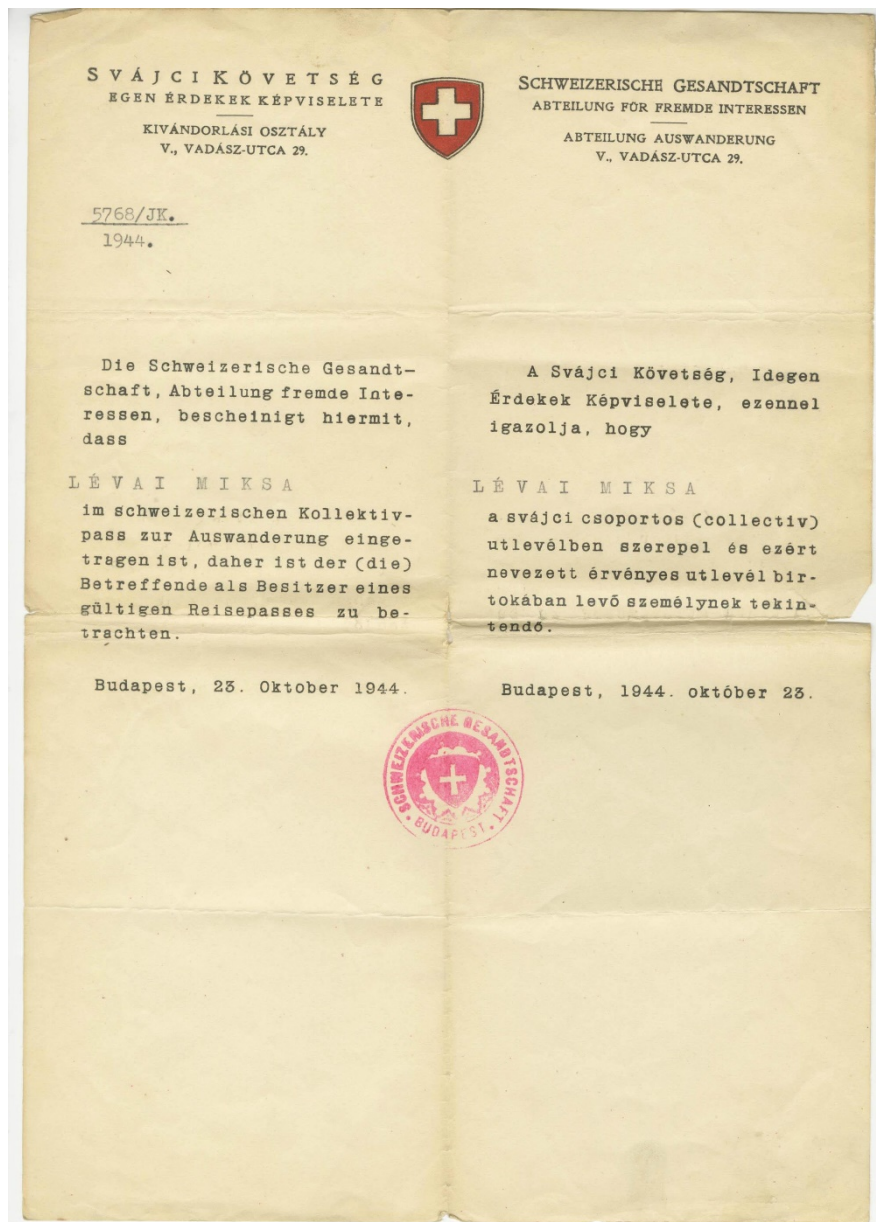 SVÁJCI KÖVETSÉG
EGEN ÉRDEKEK KÉPVISELETE
KIVÁNDORLÁSI OSZTÁLY
V., VADÁSZ-UTCA 29.
SCHWEIZERISCHE GESANDTSCHAFT
ABTEILUNG FÜR FREMDE INTERESSEN
ABTEILUNG AUSWANDERUNG
V., VADÁSZ-UTCA 29.
5768/JK.
1944.
Die Schweizerische Gesandt-
schaft, Abteilung fremde Inte-
ressen, bescheinigt hiermit,
dass
LÉVAI MIKSA
im schweizerischen Kollektiv-
pass zur Auswanderung einge-
tragen ist, daher ist der (die)
Betreffende als Besitzer eines
gültigen Reisepasses zu be-
trachten.
Budapest, 23. Oktober 1944.
A Svájci Követség, Idegen
Érdekek Képviselete, ezennel
igazolja, hogy
LÉVAI MIKSA
a svájci csoportos (collectiv)
utlevélben szerepel és ezért
nevezett érvényes utlevél bir-
tokában levő személynek tekin-
tendő.
Budapest, 1944. október 23.
SCHWEIZERISCHE GESANDTSCHAFT
BUDAPEST